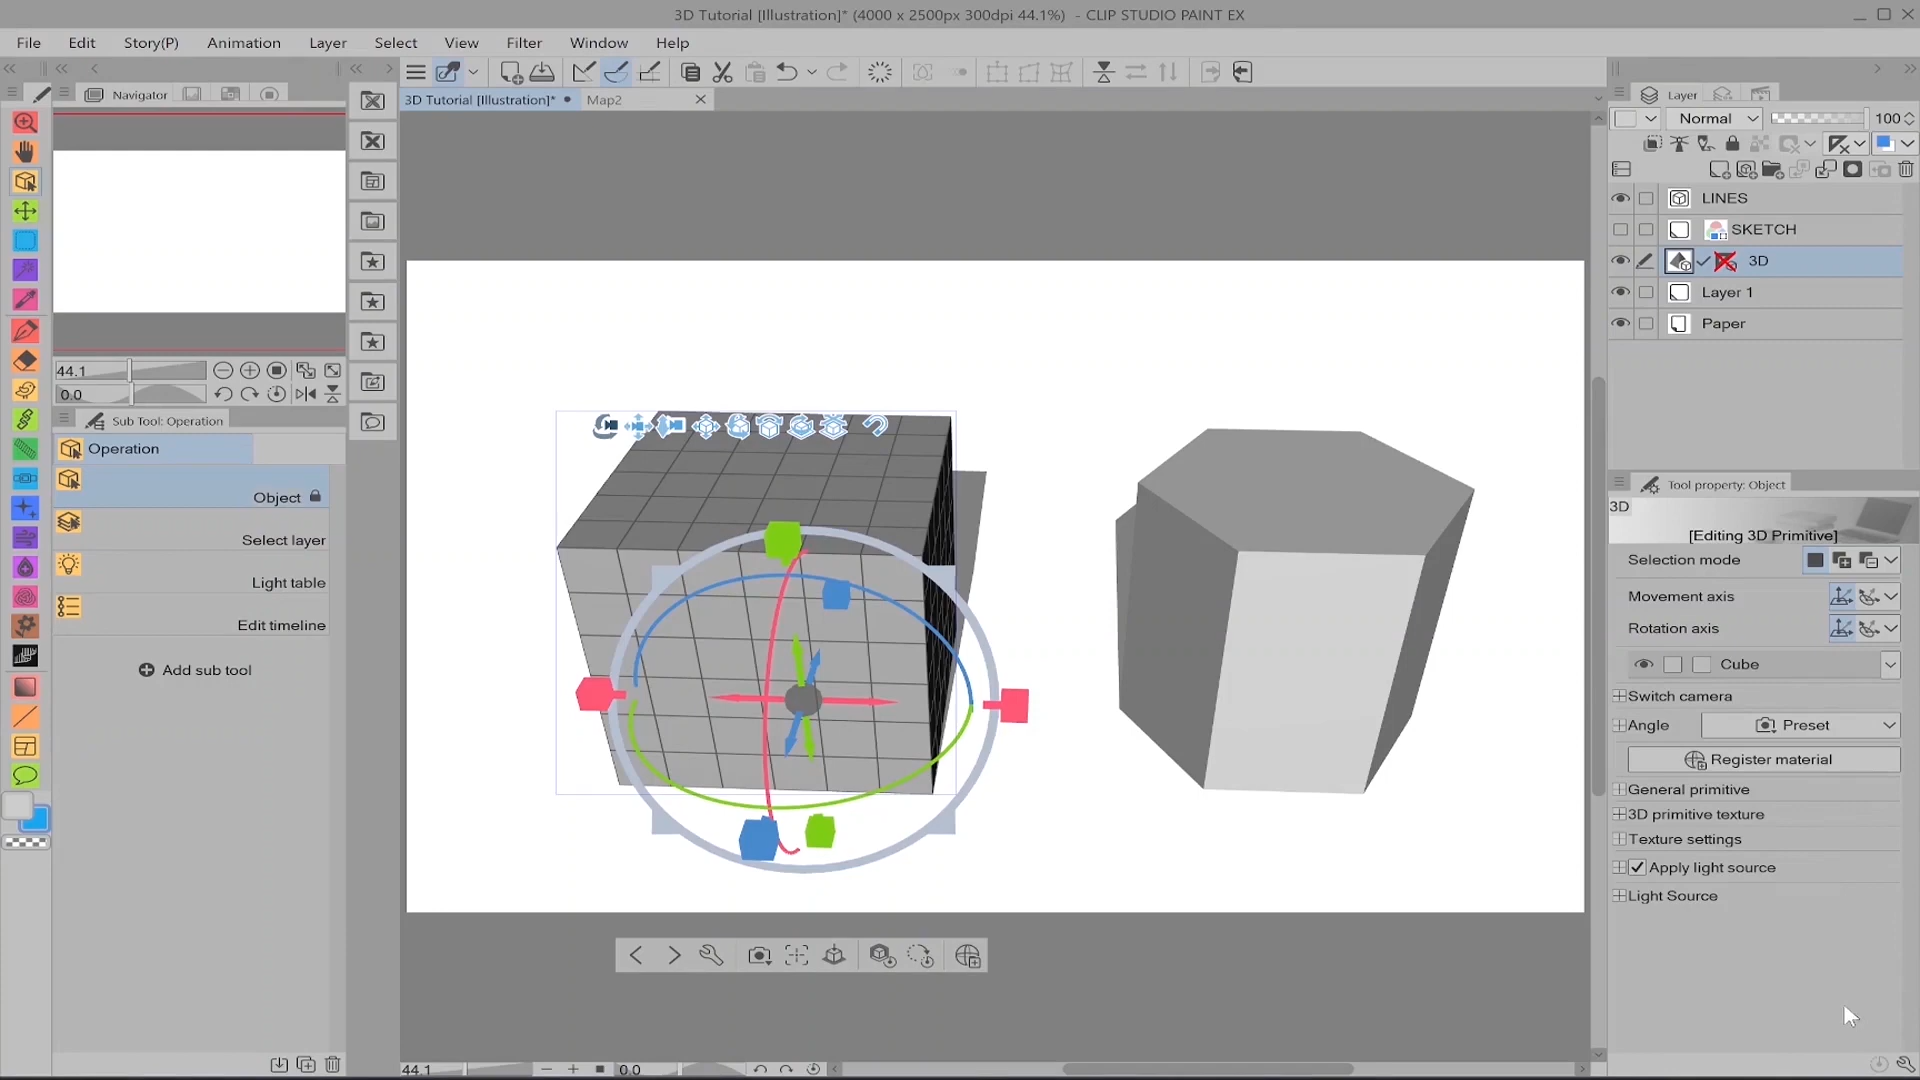 3D Tutorial [Illustration]* (4000 x 2500px 300dpi 44.1%) - CLIP STUDIO PAINT EX
File Edit Story(P) Animation Layer Select View Filter Window Help
Navigator
3D Tutorial [Illustration]* Map2
Layer
Normal 100
LINES
SKETCH
3D
Layer 1
Paper
44.1
0.0
Sub Tool: Operation
Operation
Object
Select layer
Light table
Edit timeline
Add sub tool
Tool property: Object
3D
[Editing 3D Primitive]
Selection mode
Movement axis
Rotation axis
Cube
Switch camera
Angle Preset
Register material
General primitive
3D primitive texture
Texture settings
Apply light source
Light Source
44.1 0.0